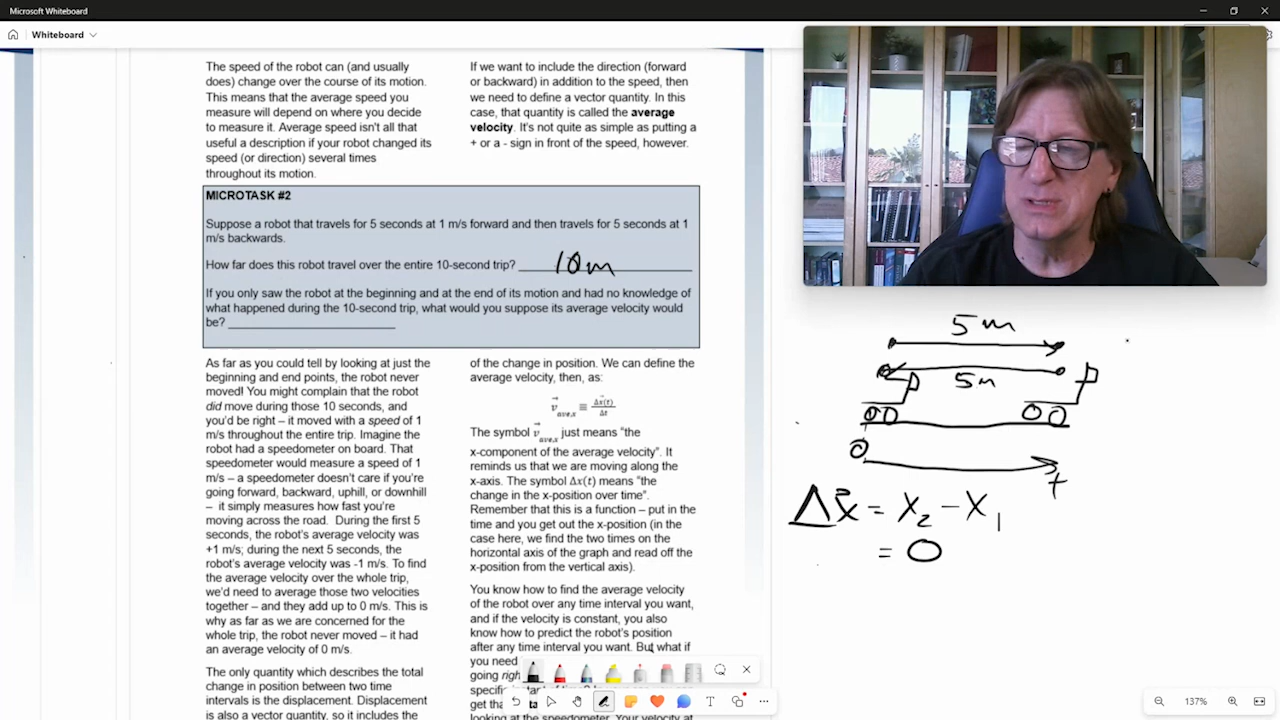 Microsoft Whiteboard
Whiteboard
The speed of the robot can (and usually
does) change over the course of its motion.
This means that the average speed you
measure will depend on where you decide
to measure it. Average speed isn't all that
useful a description if your robot changed its
speed (or direction) several times
throughout its motion.
If we want to include the direction (forward
or backward) in addition to the speed, then
we need to define a vector quantity. In this
case, that quantity is called the average
velocity. It's not quite as simple as putting a
+ or a - sign in front of the speed, however.
MICROTASK #2
Suppose a robot that travels for 5 seconds at 1 m/s forward and then travels for 5 seconds at 1
m/s backwards.
How far does this robot travel over the entire 10-second trip? 10m
If you only saw the robot at the beginning and at the end of its motion and had no knowledge of
what happened during the 10-second trip, what would you suppose its average velocity would
be?
As far as you could tell by looking at just the
beginning and end points, the robot never
moved! You might complain that the robot
did move during those 10 seconds, and
you'd be right – it moved with a speed of 1
m/s throughout the entire trip. Imagine the
robot had a speedometer on board. That
speedometer would measure a speed of 1
m/s – a speedometer doesn't care if you're
going forward, backward, uphill, or downhill
– it simply measures how fast you're
moving across the road. During the first 5
seconds, the robot's average velocity was
+1 m/s; during the next 5 seconds, the
robot's average velocity was -1 m/s. To find
the average velocity over the whole trip,
we'd need to average those two velocities
together – and they add up to 0 m/s. This is
why as far as we are concerned for the
whole trip, the robot never moved – it had
an average velocity of 0 m/s.
The only quantity which describes the total
change in position between two time
intervals is the displacement. Displacement
is also a vector quantity, so it includes the
of the change in position. We can define the
average velocity, then, as:
v⃗ ave,x ≡ Δx⃗(t) / Δt
The symbol v⃗ ave,x just means "the
x-component of the average velocity". It
reminds us that we are moving along the
x-axis. The symbol Δx(t) means "the
change in the x-position over time".
Remember that this is a function – put in the
time and you get out the x-position (in the
case here, we find the two times on the
horizontal axis of the graph and read off the
x-position from the vertical axis).
You know how to find the average velocity
of the robot over any time interval you want,
and if the velocity is constant, you also
know how to predict the robot's position
after any time interval you want. But what if
you need
going
specifi
get tha
looking at the speedometer. Your velocity at
5 m
5m
0
+
Δx⃗ = x₂ - x₁
= 0
137%